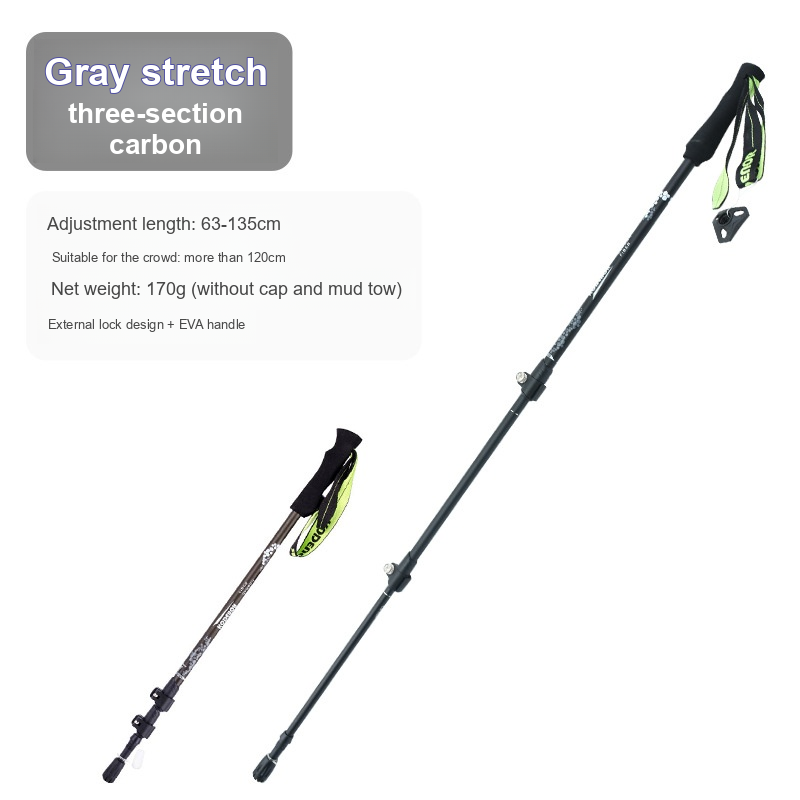 Gray stretch
three-section
carbon
Adjustment length: 63-135cm
Suitable for the crowd: more than 120cm
Net weight: 170g (without cap and mud tow)
External lock design + EVA handle